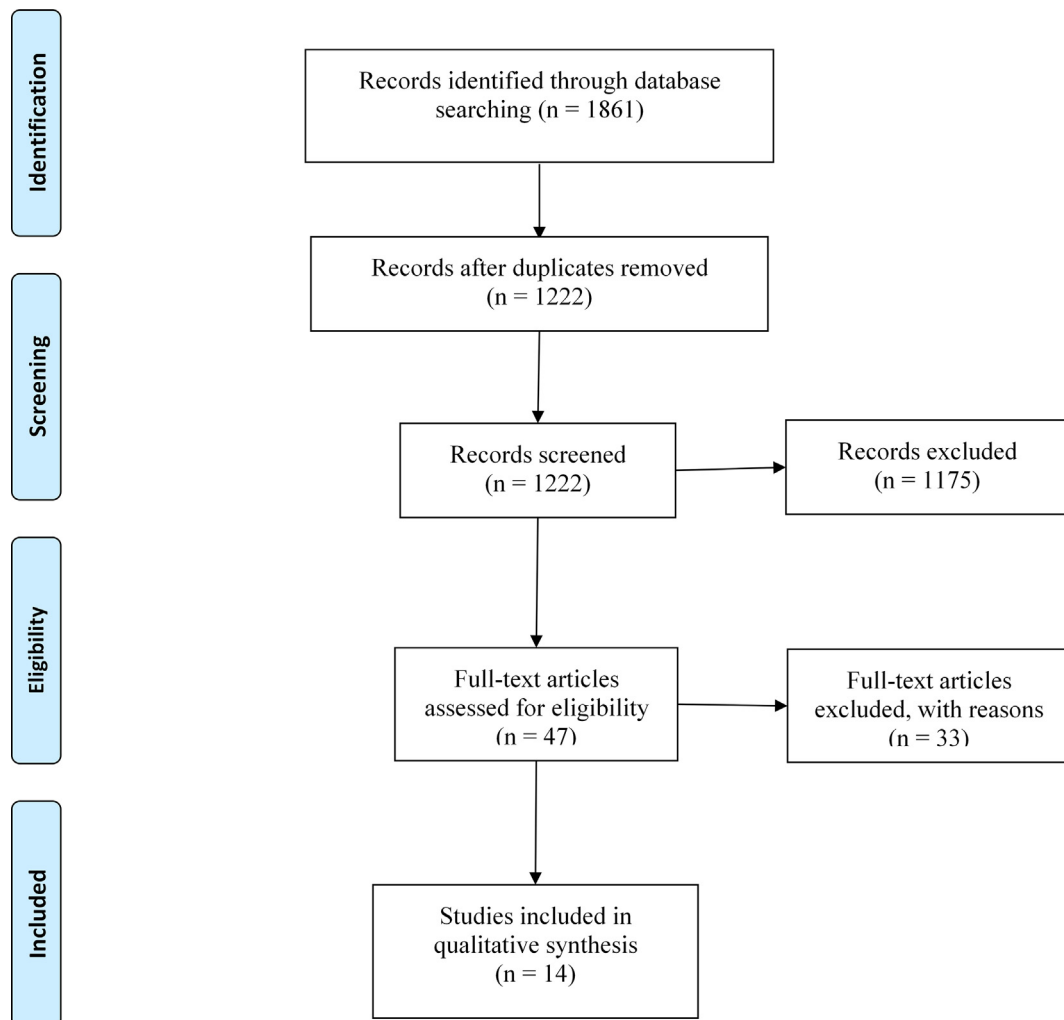 Identification
Records identified through database
searching (n = 1861)
Records after duplicates removed
(n = 1222)
Screening
Records screened
(n = 1222)
Records excluded
(n = 1175)
Eligibility
Full-text articles
assessed for eligibility
(n = 47)
Full-text articles
excluded, with reasons
(n = 33)
Included
Studies included in
qualitative synthesis
(n = 14)